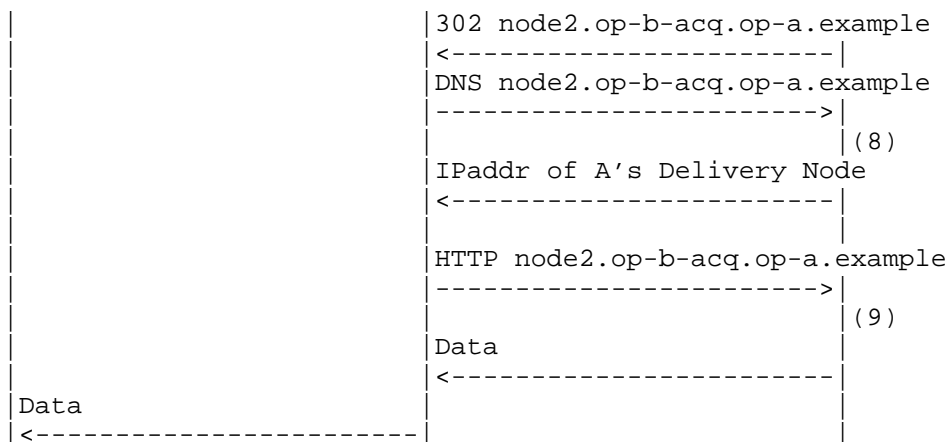 |                         |302 node2.op-b-acq.op-a.example
|                         |<------------------------|
|                         |DNS node2.op-b-acq.op-a.example
|                         |------------------------>|
|                         |                         |(8)
|                         |IPaddr of A's Delivery Node
|                         |<------------------------|
|                         |                         |
|                         |HTTP node2.op-b-acq.op-a.example
|                         |------------------------>|
|                         |                         |(9)
|                         |Data                     |
|                         |<------------------------|
|Data                     |                         |
|<------------------------|                         |